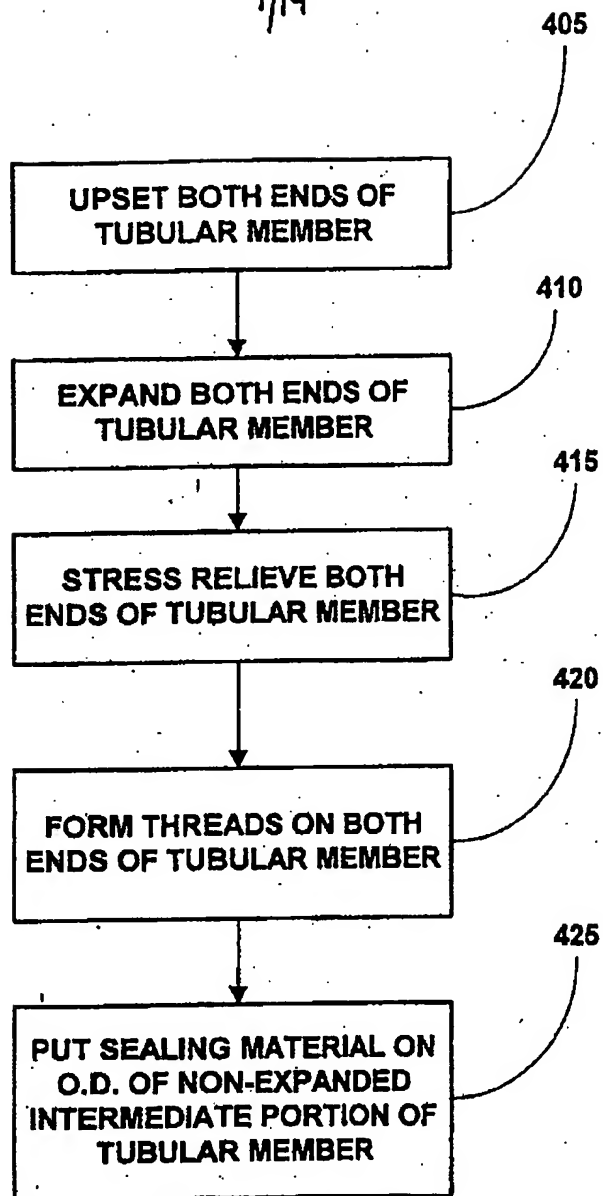 1/14
405
UPSET BOTH ENDS OF
TUBULAR MEMBER
410
EXPAND BOTH ENDS OF
TUBULAR MEMBER
415
STRESS RELIEVE BOTH
ENDS OF TUBULAR MEMBER
420
FORM THREADS ON BOTH
ENDS OF TUBULAR MEMBER
425
PUT SEALING MATERIAL ON
O.D. OF NON-EXPANDED
INTERMEDIATE PORTION OF
TUBULAR MEMBER